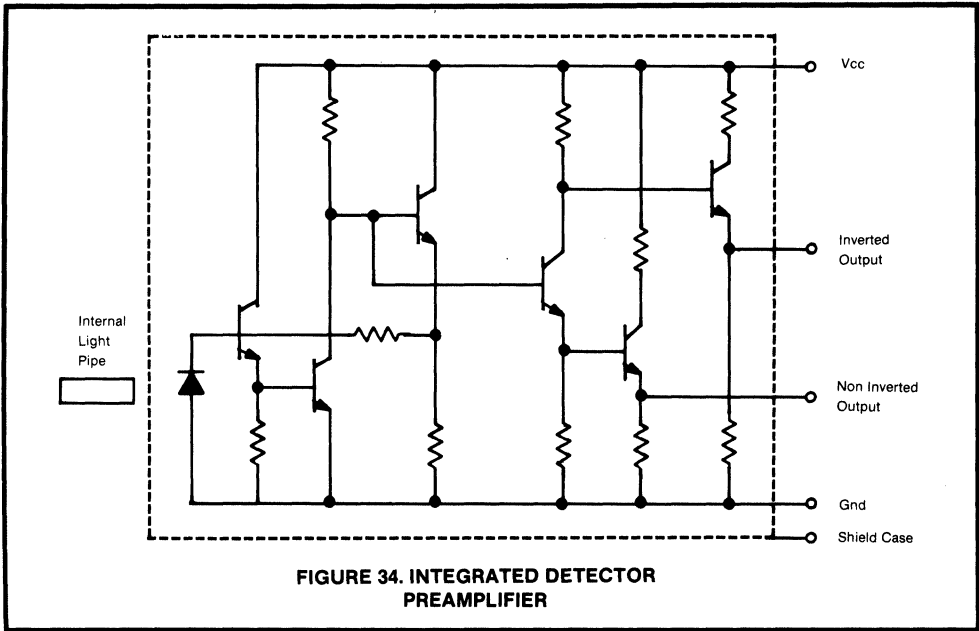 Vcc
Inverted
Output
Internal
Light
Pipe
Non Inverted
Output
Gnd
Shield Case
FIGURE 34. INTEGRATED DETECTOR
PREAMPLIFIER